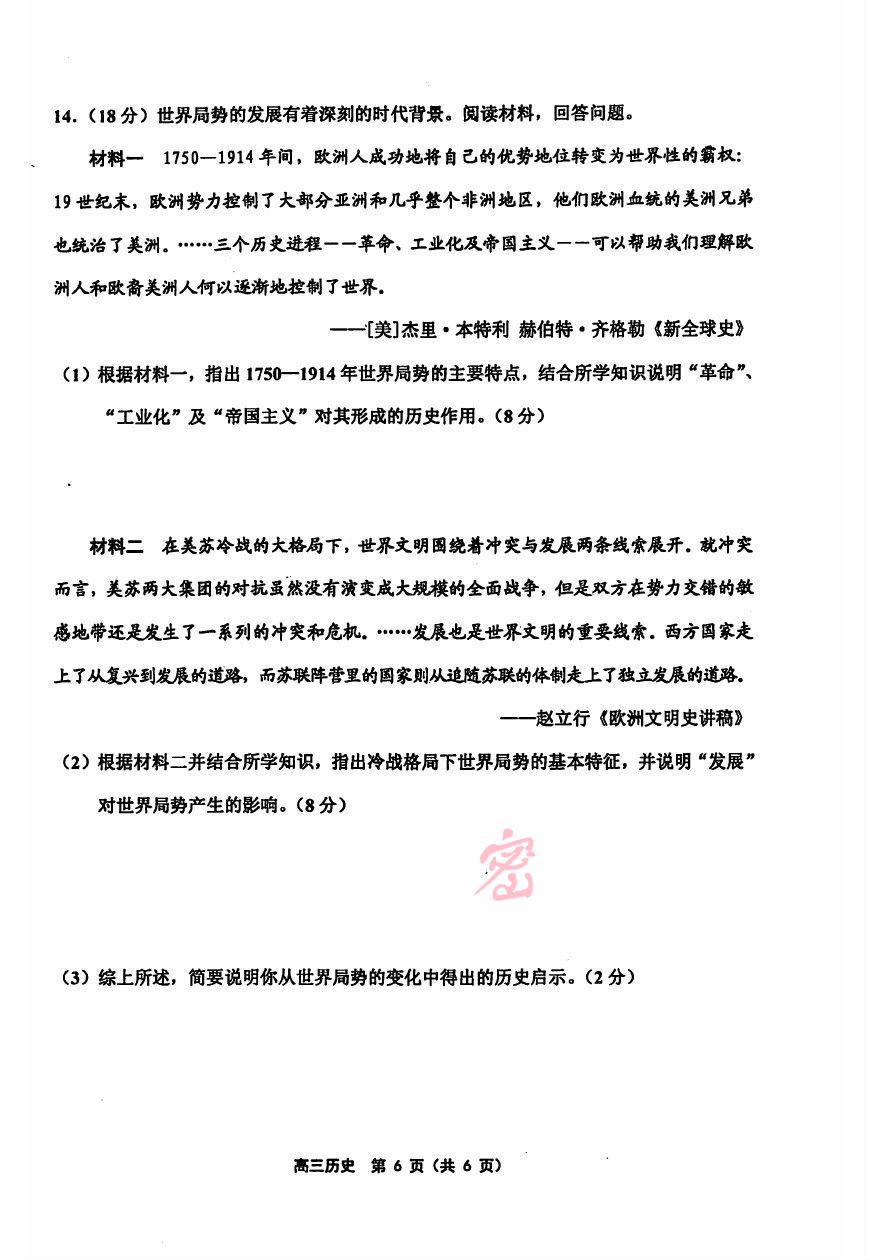 14.（18 分）世界局势的发展有着深刻的时代背景。阅读材料，回答问题。
材料一 1750—1914 年间，欧洲人成功地将自己的优势地位转变为世界性的霸权：
19 世纪末，欧洲势力控制了大部分亚洲和几乎整个非洲地区，他们欧洲血统的美洲兄弟
也统治了美洲。……三个历史进程——革命、工业化及帝国主义——可以帮助我们理解欧
洲人和欧裔美洲人何以逐渐地控制了世界。
——[美]杰里·本特利 赫伯特·齐格勒《新全球史》
（1）根据材料一，指出 1750—1914 年世界局势的主要特点，结合所学知识说明“革命”、
“工业化”及“帝国主义”对其形成的历史作用。（8 分）
材料二 在美苏冷战的大格局下，世界文明围绕着冲突与发展两条线索展开。就冲突
而言，美苏两大集团的对抗虽然没有演变成大规模的全面战争，但是双方在势力交错的敏
感地带还是发生了一系列的冲突和危机。……发展也是世界文明的重要线索。西方国家走
上了从复兴到发展的道路，而苏联阵营里的国家则从追随苏联的体制走上了独立发展的道路。
——赵立行《欧洲文明史讲稿》
（2）根据材料二并结合所学知识，指出冷战格局下世界局势的基本特征，并说明“发展”
对世界局势产生的影响。（8 分）
密
（3）综上所述，简要说明你从世界局势的变化中得出的历史启示。（2 分）
高三历史 第 6 页（共 6 页）